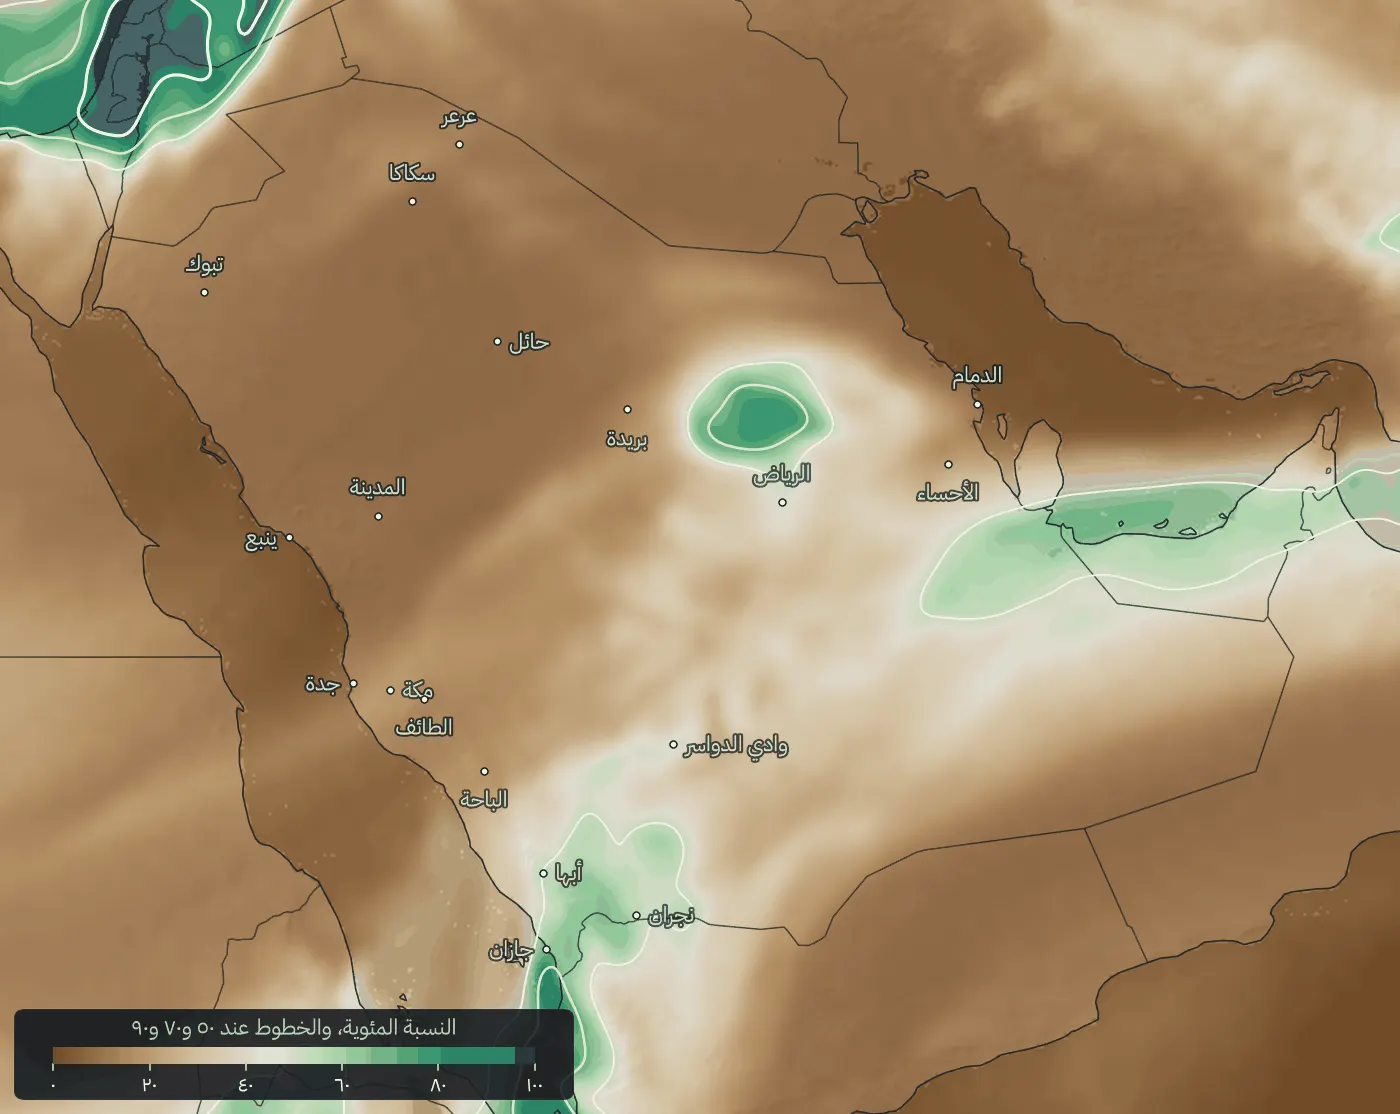 عرعر
سكاكا
تبوك
حائل
الدمام
بريدة
الرياض
الأحساء
المدينة
ينبع
جدة
مكة
الطائف
وادي الدواسر
الباحة
أبها
نجران
جازان
النسبة المئوية، والخطوط عند ٥٠ و٧٠ و٩٠
٠ ٢٠ ٤٠ ٦٠ ٨٠ ١٠٠